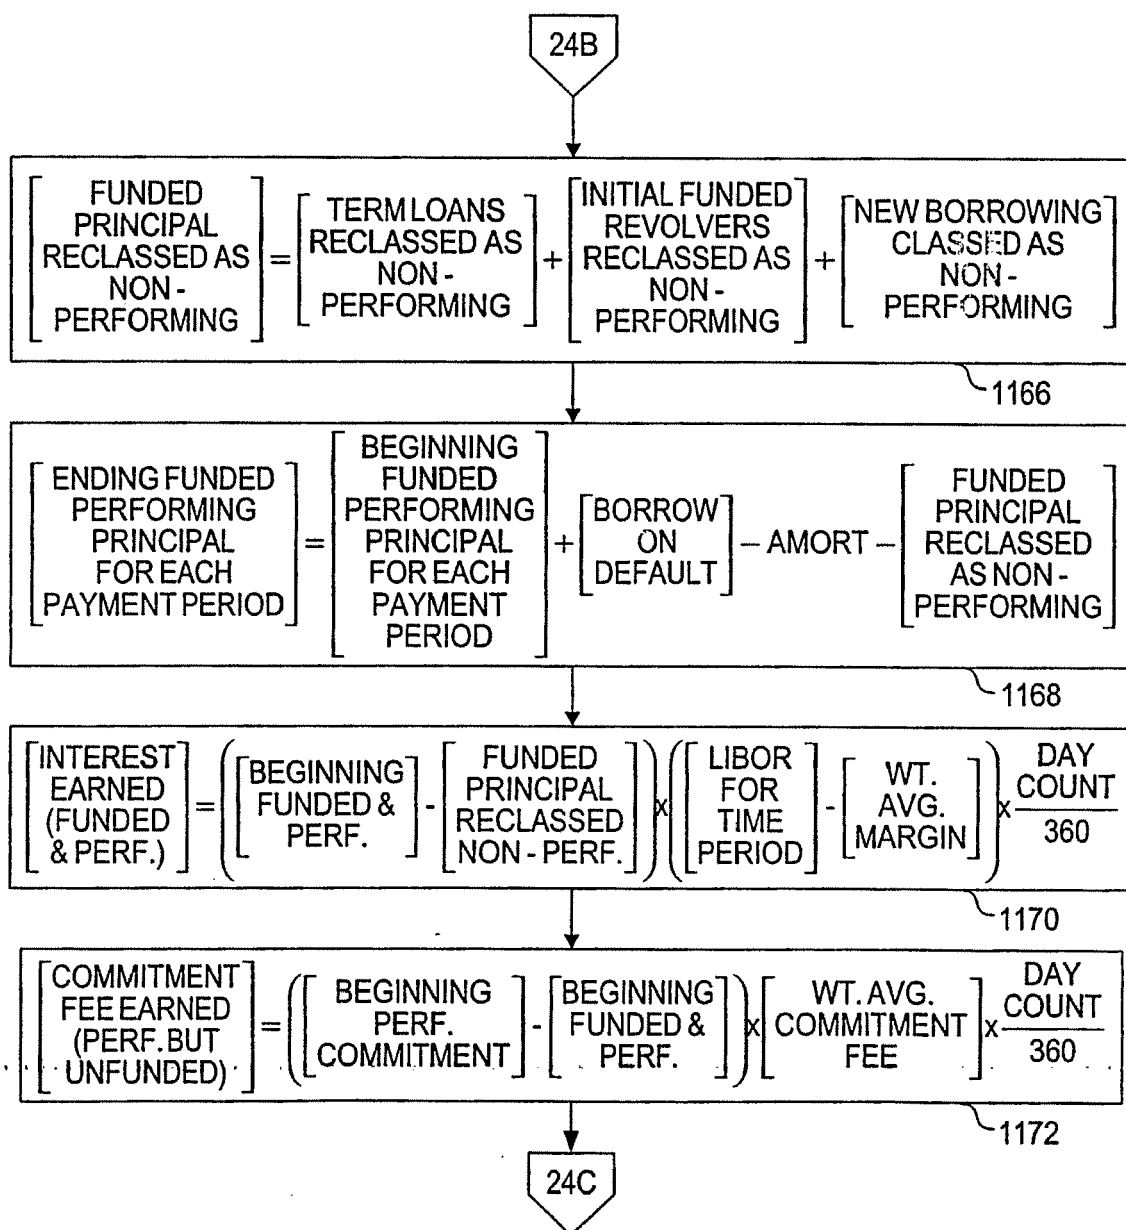 24B
[FUNDED PRINCIPAL RECLASSED AS NON - PERFORMING] = [TERM LOANS RECLASSED AS NON - PERFORMING] + [INITIAL FUNDED REVOLVERS RECLASSED AS NON - PERFORMING] + [NEW BORROWING CLASSED AS NON - PERFORMING]
1166
[ENDING FUNDED PERFORMING PRINCIPAL FOR EACH PAYMENT PERIOD] = [BEGINNING FUNDED PERFORMING PRINCIPAL FOR EACH PAYMENT PERIOD] + [BORROW ON DEFAULT] – AMORT – [FUNDED PRINCIPAL RECLASSED AS NON - PERFORMING]
1168
[INTEREST EARNED (FUNDED & PERF.)] = ([BEGINNING FUNDED & PERF.] - [FUNDED PRINCIPAL RECLASSED NON - PERF.]) x ([LIBOR FOR TIME PERIOD] - [WT. AVG. MARGIN]) x DAY COUNT / 360
1170
[COMMITMENT FEE EARNED (PERF. BUT UNFUNDED)] = ([BEGINNING PERF. COMMITMENT] - [BEGINNING FUNDED & PERF.]) x [WT. AVG. COMMITMENT FEE] x DAY COUNT / 360
1172
24C